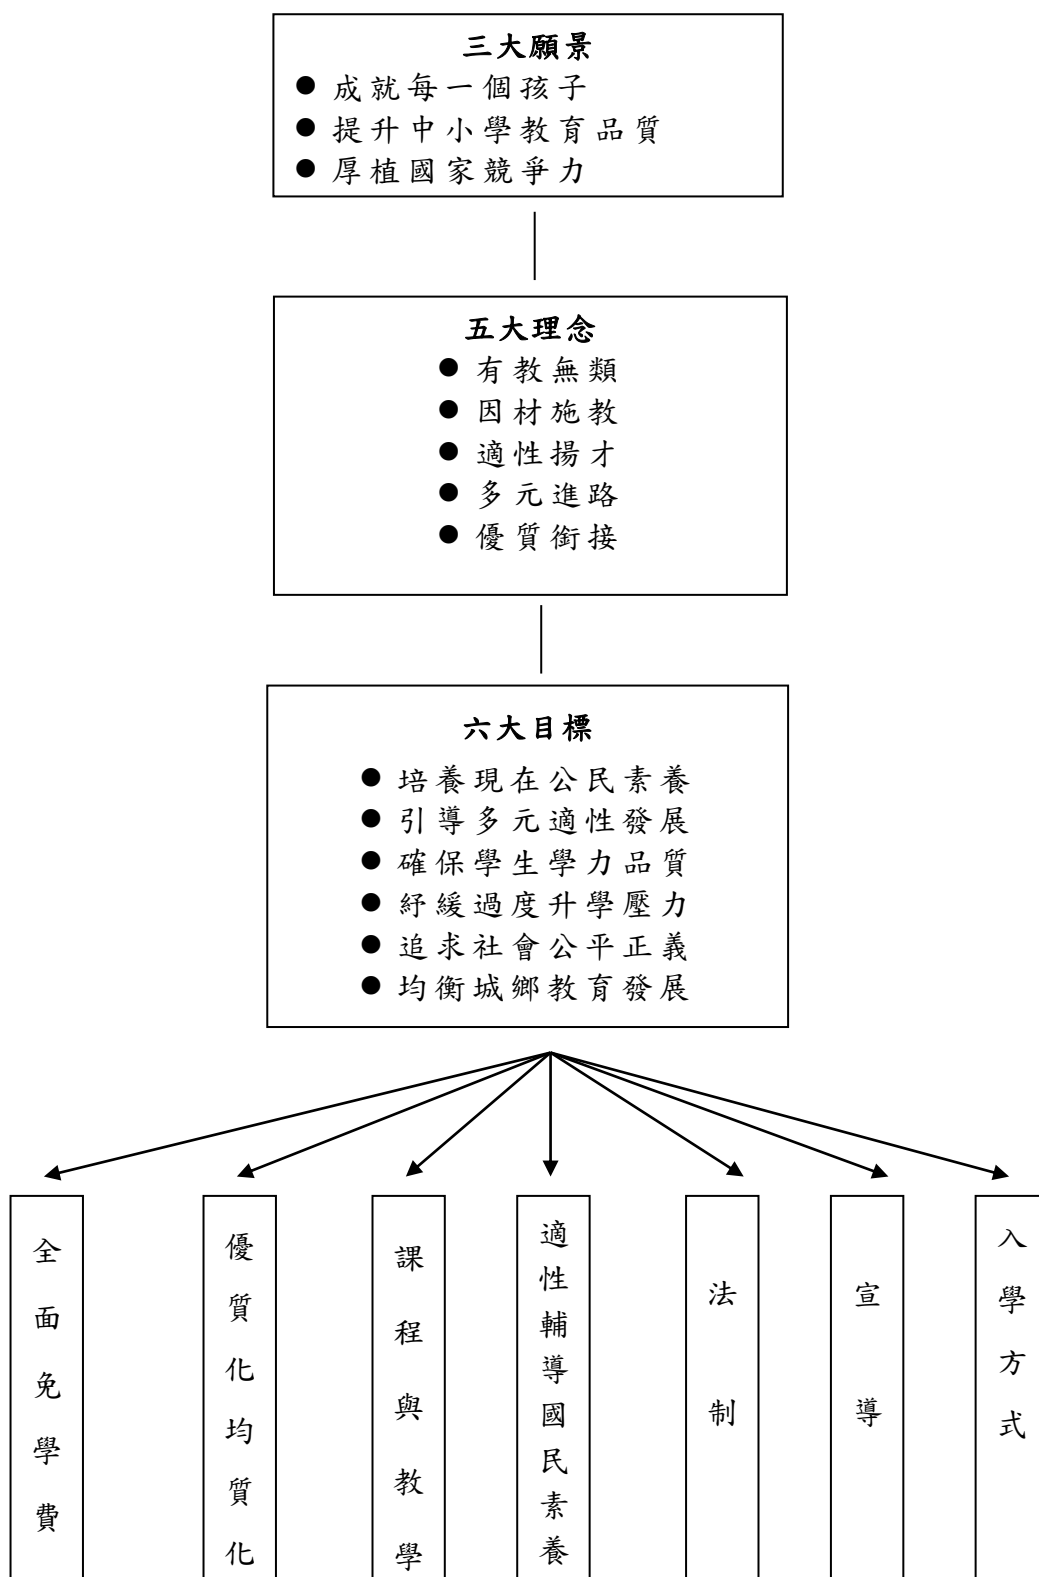 三大願景
● 成就每一個孩子
● 提升中小學教育品質
● 厚植國家競爭力
五大理念
● 有教無類
● 因材施教
● 適性揚才
● 多元進路
● 優質銜接
六大目標
● 培養現在公民素養
● 引導多元適性發展
● 確保學生學力品質
● 紓緩過度升學壓力
● 追求社會公平正義
● 均衡城鄉教育發展
全面免學費
優質化均質化
課程與教學
適性輔導國民素養
法制
宣導
入學方式